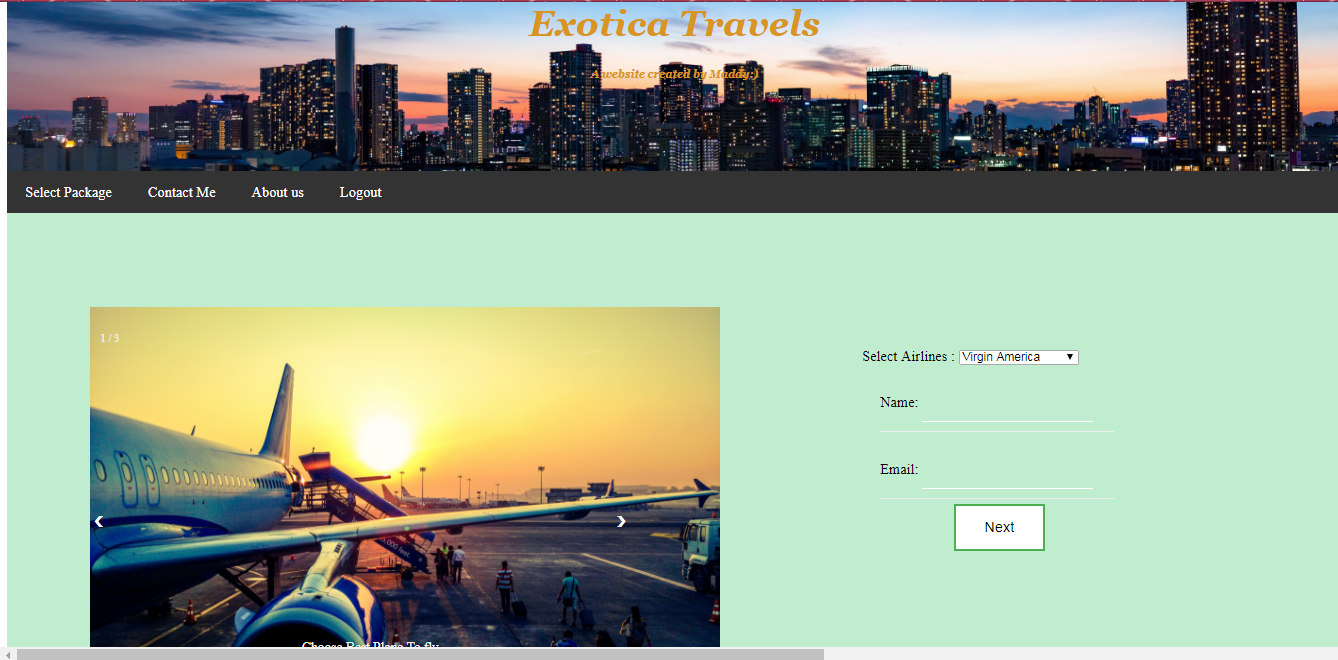 Exotica Travels
A website created by Maddy:)
Select Package Contact Me About us Logout
1 / 3
Select Airlines : Virgin America
Name:
Email:
❮ ❯
Next
Choose Best Plans To fly